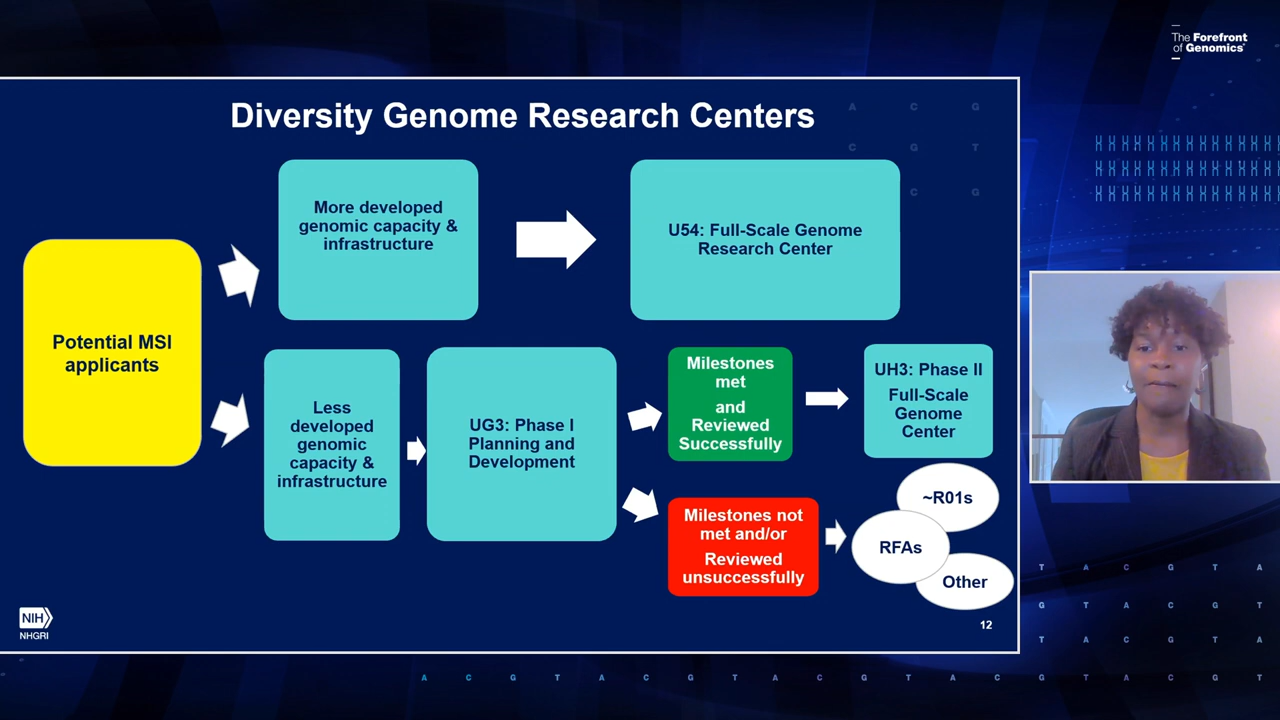 The Forefront
of Genomics®
Diversity Genome Research Centers
A C G
C G T
C G
More developed
genomic capacity &
infrastructure
U54: Full-Scale Genome
Research Center
Potential MSI
applicants
Less
developed
genomic
capacity &
infrastructure
UG3: Phase I
Planning and
Development
Milestones
met
and
Reviewed
Successfully
UH3: Phase II
Full-Scale
Genome
Center
Milestones not
met and/or
Reviewed
unsuccessfully
~R01s
RFAs
Other
NIH
NHGRI
12
T A C G T A
G T A C G T
T A C G T A
A C G T A C G T A C G T A C G T A C G T